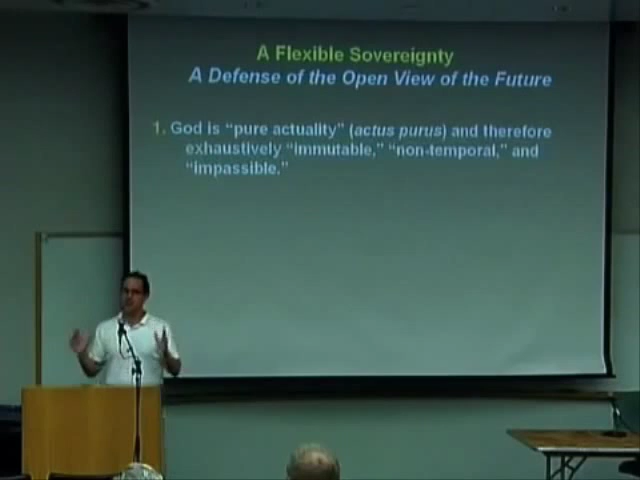 A Flexible Sovereignty
A Defense of the Open View of the Future
1. God is “pure actuality” (actus purus) and therefore
exhaustively “immutable,” “non-temporal,” and
“impassible.”